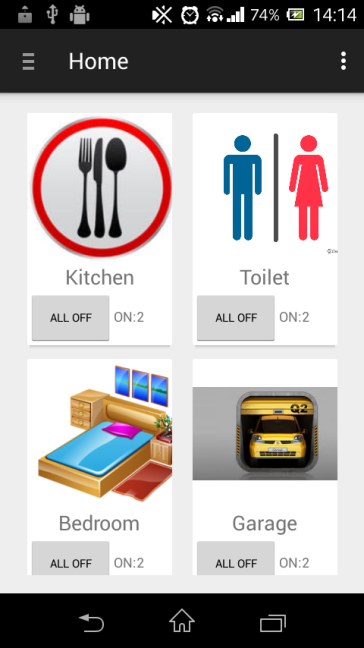 74% 14:14
Home
Kitchen
ALL OFF ON:2
Toilet
ALL OFF ON:2
Q2
Bedroom
ALL OFF ON:2
Garage
ALL OFF ON:2